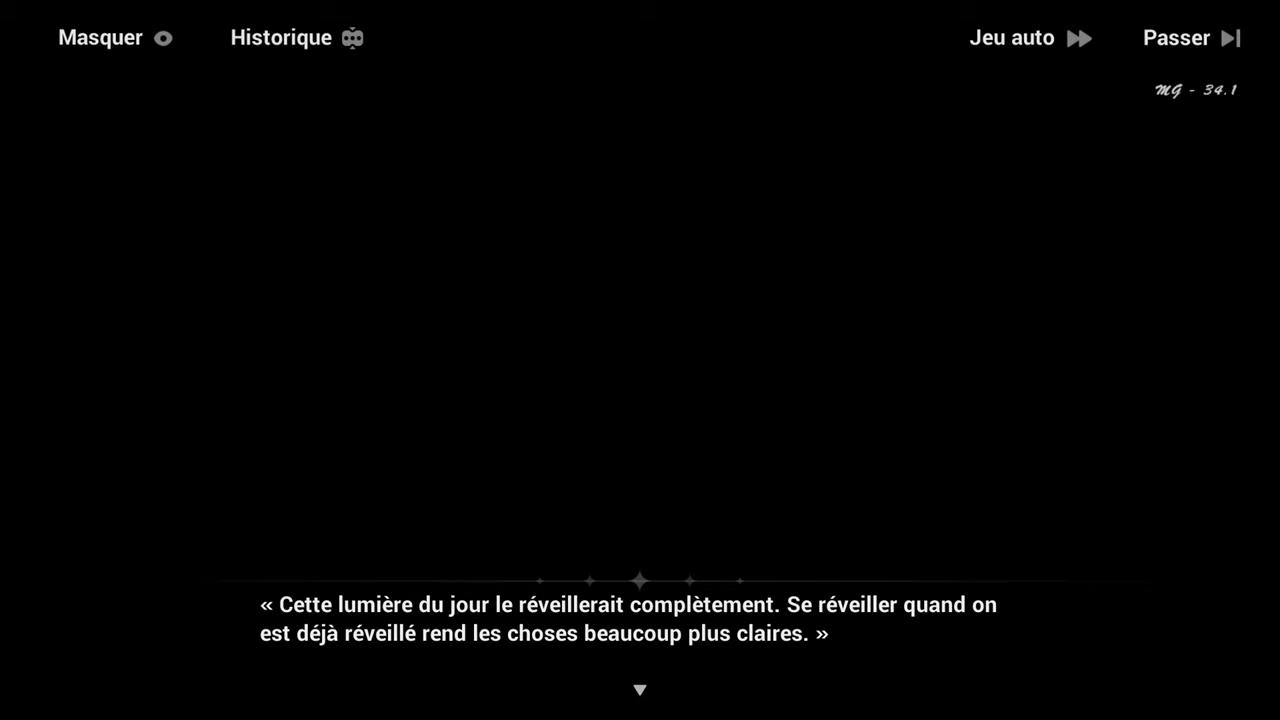 Masquer
Historique
Jeu auto
Passer
MG - 34.1
« Cette lumière du jour le réveillerait complètement. Se réveiller quand on
est déjà réveillé rend les choses beaucoup plus claires. »